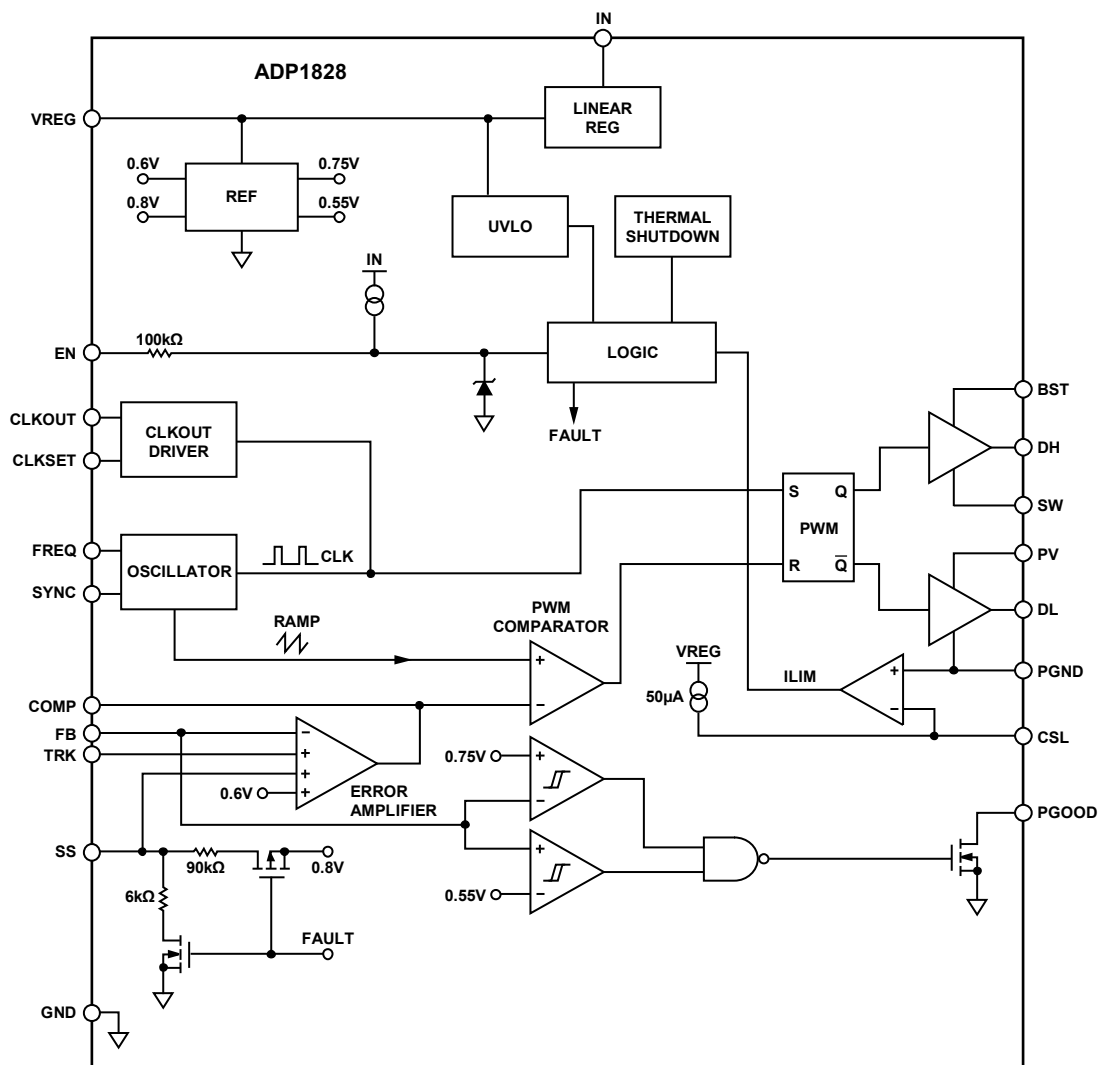 IN
ADP1828
VREG
LINEAR
REG
0.6V
0.75V
REF
0.8V
0.55V
UVLO
THERMAL
SHUTDOWN
IN
EN
100kΩ
LOGIC
FAULT
CLKOUT
CLKSET
CLKOUT
DRIVER
BST
DH
SW
S
Q
PWM
R
Q̅
FREQ
SYNC
OSCILLATOR
CLK
PV
DL
RAMP
PWM
COMPARATOR
+
−
VREG
50µA
ILIM
+
−
PGND
CSL
COMP
FB
TRK
−
+
+
+
0.6V
ERROR
AMPLIFIER
0.75V
+
−
+
−
0.55V
PGOOD
SS
90kΩ
0.8V
6kΩ
FAULT
GND